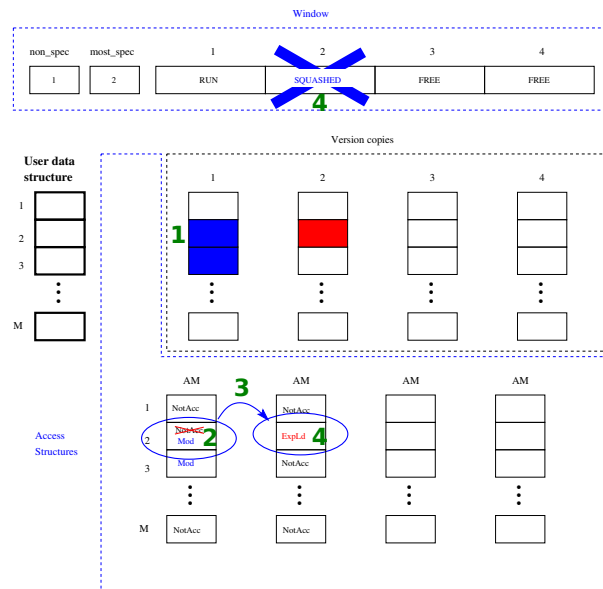 Window
non_spec most_spec 1 2 3 4
1 2 RUN SQUASHED FREE FREE
4
Version copies
User data
structure
1 2 3 4
1
2
3
M
1
AM AM AM AM
3
1 NotAcc NotAcc
NotAcc
2 Mod 2 ExpLd 4
3 Mod NotAcc
M NotAcc NotAcc
Access
Structures